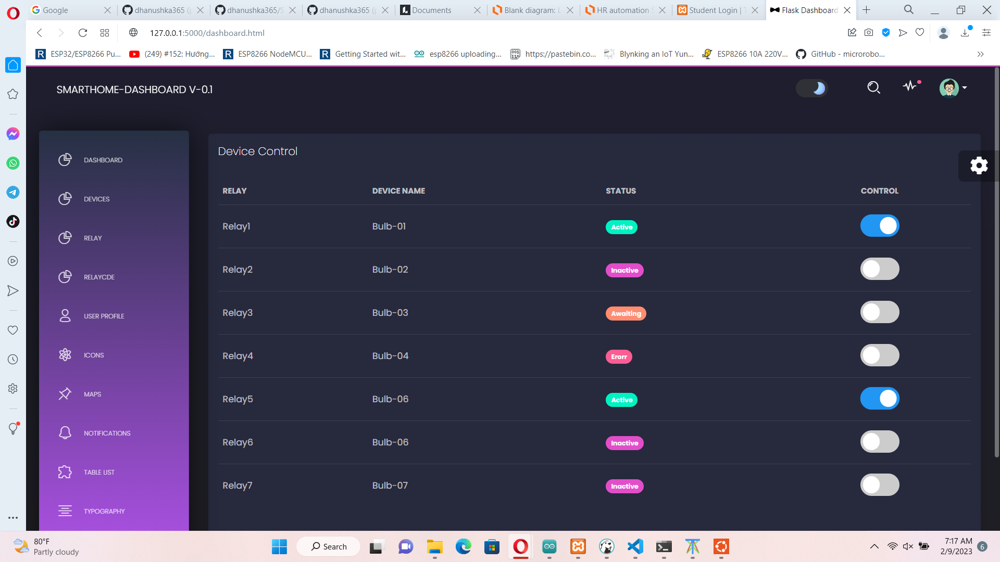 Google
dhanushka365 (
dhanushka365/S
dhanushka365 (
Documents
Blank diagram: L
HR automation S
Student Login | T
Flask Dashboard
127.0.0.1:5000/dashboard.html
ESP32/ESP8266 Pu...
(249) #152: Hướng...
ESP8266 NodeMCU...
Getting Started wit...
esp8266 uploading...
https://pastebin.co...
Blynking an IoT Yun...
ESP8266 10A 220V...
GitHub - microrobo...
SMARTHOME-DASHBOARD V-0.1
DASHBOARD
DEVICES
RELAY
RELAYCDE
USER PROFILE
ICONS
MAPS
NOTIFICATIONS
TABLE LIST
TYPOGRAPHY
Device Control
RELAY DEVICE NAME STATUS CONTROL
Relay1 Bulb-01 Active
Relay2 Bulb-02 Inactive
Relay3 Bulb-03 Awaiting
Relay4 Bulb-04 Erorr
Relay5 Bulb-06 Active
Relay6 Bulb-06 Inactive
Relay7 Bulb-07 Inactive
80°F
Partly cloudy
Search
7:17 AM
2/9/2023
6